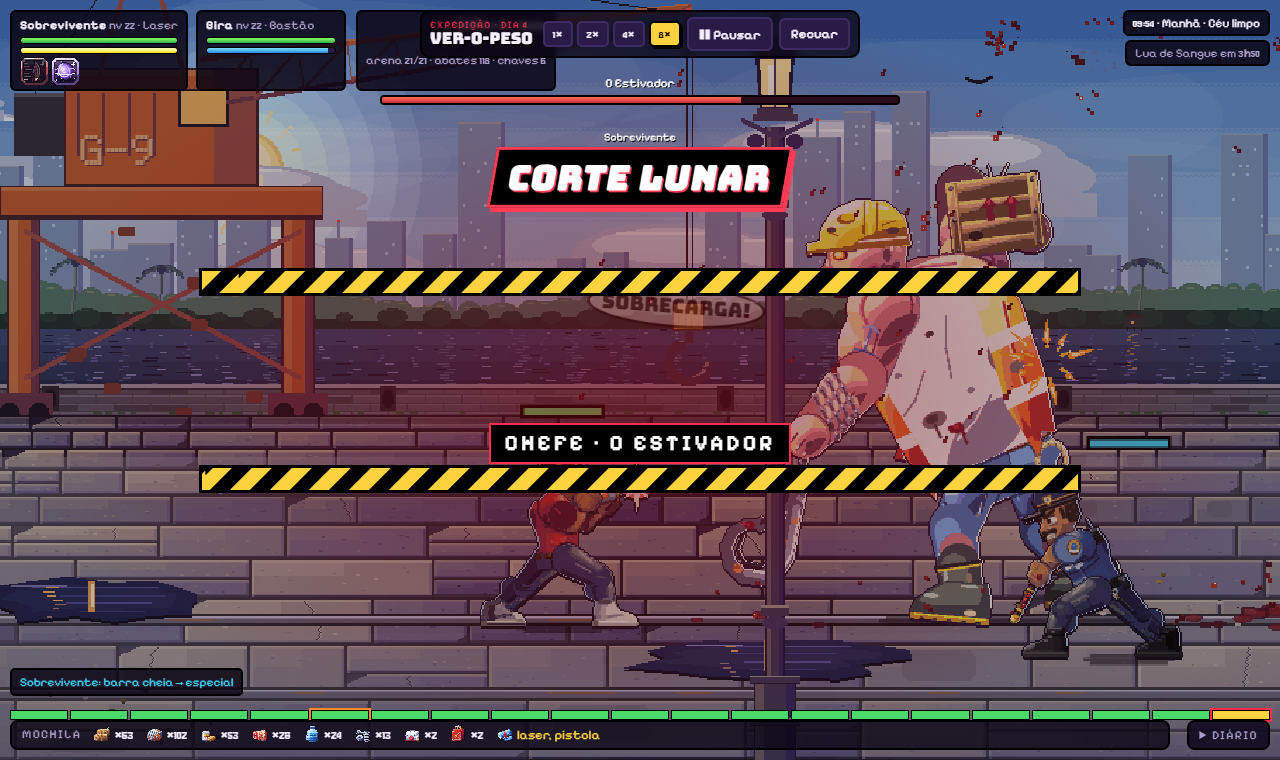 Sobrevivente nv 22 · Laser
Bira nv 22 · Bastão
arena 21/21 · abates 118 · chaves 6
EXPEDIÇÃO · DIA 4
VER-O-PESO
1×
2×
4×
8×
Pausar
Recuar
09:54 · Manhã · Céu limpo
Lua de Sangue em 3h50
O Estivador
Sobrevivente
CORTE LUNAR
G-9
SOBRECARGA!
CHEFE · O ESTIVADOR
Sobrevivente: barra cheia → especial
MOCHILA ×63 ×102 ×53 ×26 ×24 ×13 ×2 ×2 laser, pistola
▶ DIÁRIO